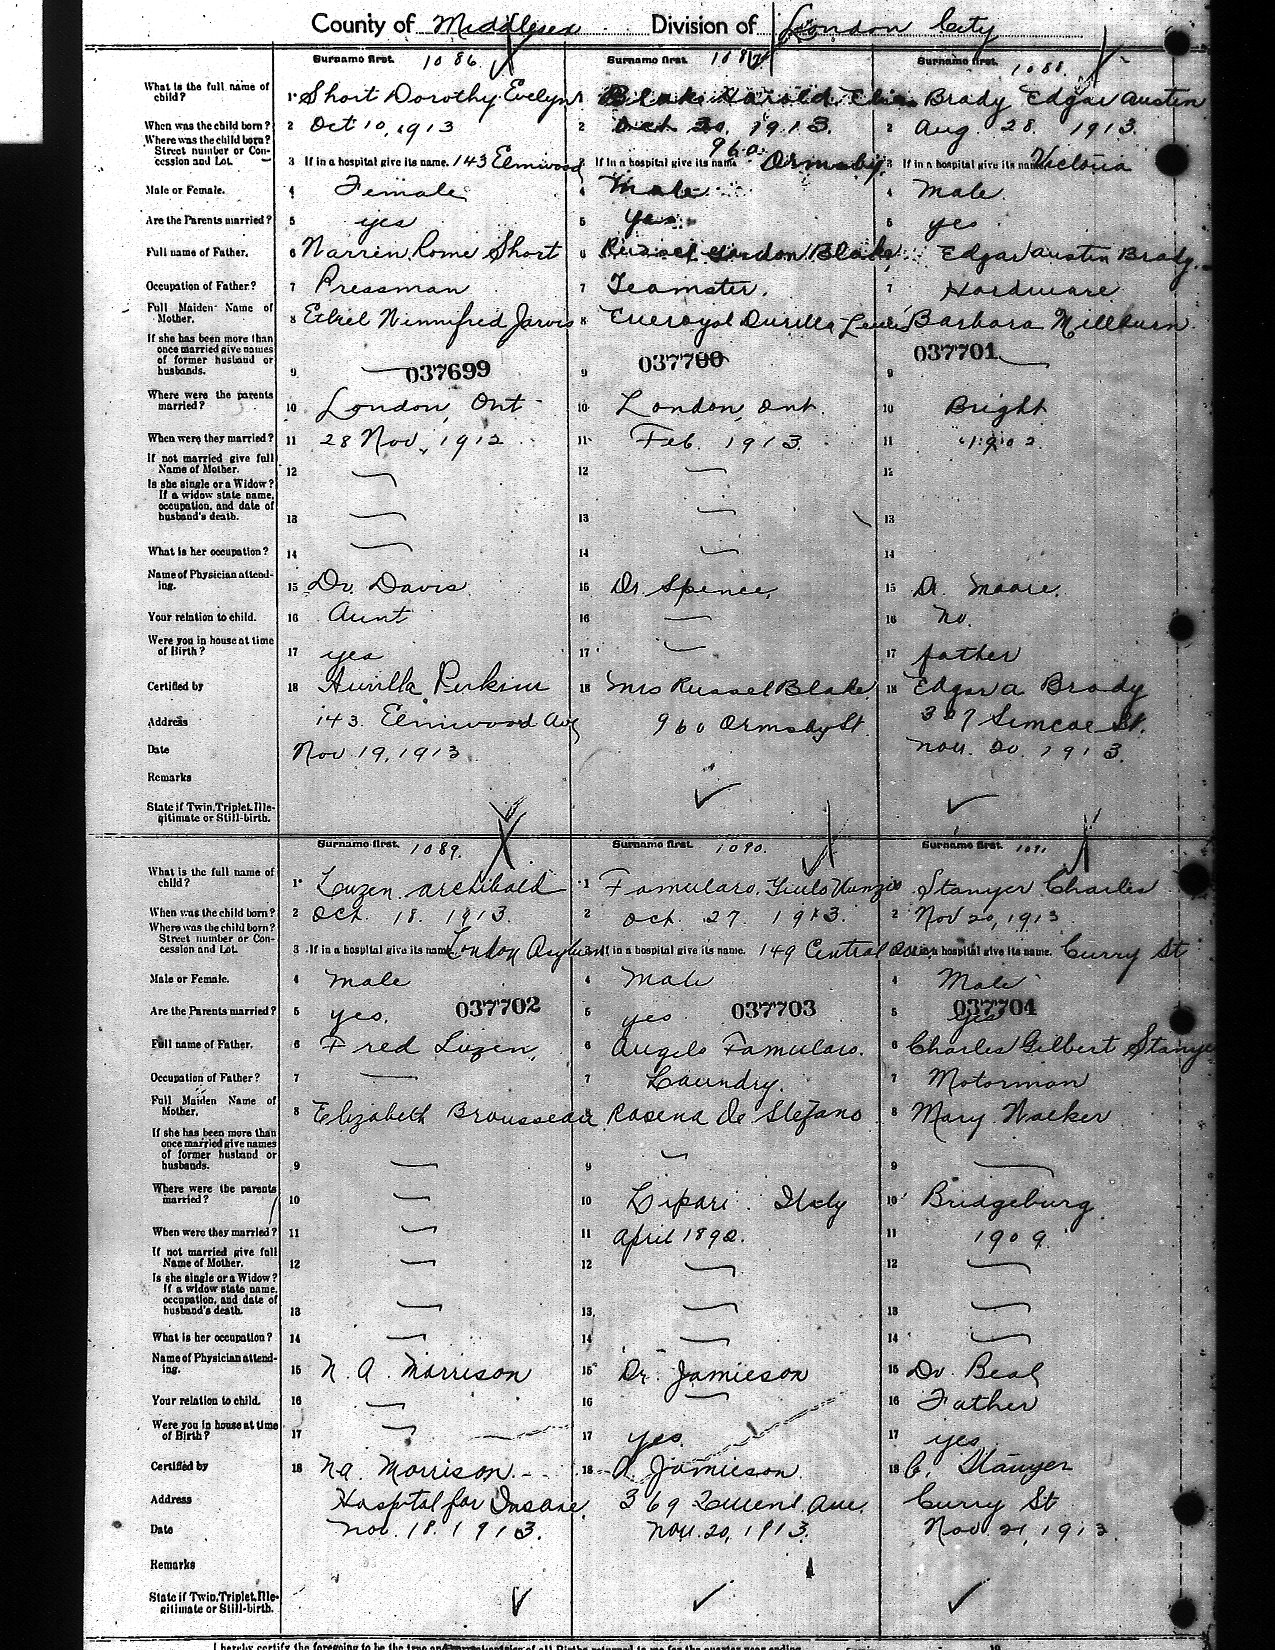 County of Middlesex Division of London City
Surname first. 1086. Surname first. 1087 Surname first. 1088.
What is the full name of child? 1 Short Dorothy Evelyn 1 Blake Harold 1 Brady Edgar Austin
When was the child born? 2 Oct 10, 1913 2 Oct 30, 1913. 2 Aug. 28. 1913.
Where was the child born? Street number or Concession and Lot. 3 If in a hospital give its name. 143 Elmwood 3 If in a hospital give its name 960 Ormsby. 3 If in a hospital give its name Victoria
Male or Female. 4 Female 4 Male 4 Male.
Are the Parents married? 5 yes 5 yes 5 yes
Full name of Father. 6 Warren Rome Short 6 Russel Gordon Blake 6 Edgar Austin Brady.
Occupation of Father? 7 Pressman 7 Teamster. 7 Hardware
Full Maiden Name of Mother. 8 Ethel Winnifred Jarvis 8 8 Barbara Millburn
If she has been more than once married give names of former husband or husbands. 9 — 037699 9 037700 9 037701 —
Where were the parents married? 10 London, Ont 10 London, Ont. 10 Bright
When were they married? 11 28 Nov., 1912 11 Feb. 1913. 11 1902
If not married give full Name of Mother. 12 — 12 — 12
Is she single or a Widow? If a widow state name, occupation, and date of husband's death. 13 — 13 — 13
What is her occupation? 14 — 14 — 14
Name of Physician attending. 15 Dr. Davis 15 Dr. Spence, 15 Dr. Moore.
Your relation to child. 16 Aunt 16 — 16 No.
Were you in house at time of Birth? 17 yes 17 — 17 father
Certified by 18 Perkins 18 Mrs Russel Blake 18 Edgar A Brady
Address 143 Elmwood Ave 960 Ormsby St 307 Simcoe St.
Date Nov 19, 1913 Nov. 20 1913.
Remarks
State if Twin, Triplet, Illegitimate or Still-birth.
Surname first. 1089. Surname first. 1090. Surname first. 1091
What is the full name of child? 1 Luzen Archibald 1 Famularo, 1 Stanyer Charles
When was the child born? 2 Oct. 18. 1913. 2 Oct. 27. 1913. 2 Nov 20, 1913
Where was the child born? Street number or Concession and Lot. 3 If in a hospital give its name London Asylum 3 If in a hospital give its name. 149 Central Ave 3 If in a hospital give its name. Curry St
Male or Female. 4 Male 4 Male 4 Male
Are the Parents married? 5 yes. 037702 5 yes 037703 5 yes 037704
Full name of Father. 6 Fred Luzen, 6 Angelo Famularo. 6 Charles Gilbert Stanyer
Occupation of Father? 7 — 7 Laundry. 7 Motorman
Full Maiden Name of Mother. 8 Elizabeth Brousseau 8 Rosena De Stefano 8 Mary Walker
If she has been more than once married give names of former husband or husbands. 9 — 9 — 9 —
Where were the parents married? 10 — 10 Lipari. Italy 10 Bridgeburg
When were they married? 11 — 11 April 1892. 11 1909
If not married give full Name of Mother. 12 — 12 — 12 —
Is she single or a Widow? If a widow state name, occupation, and date of husband's death. 13 — 13 — 13 —
What is her occupation? 14 — 14 — 14 —
Name of Physician attending. 15 N. A. Morrison 15 Dr. Jamieson 15 Dr. Beal
Your relation to child. 16 — 16 — 16 Father
Were you in house at time of Birth? 17 — 17 yes 17 yes
Certified by 18 N A. Morrison 18 A Jamieson 18 C. Stanyer
Address Hospital for Insane. 369 Queens Ave. Curry St
Date Nov. 18. 1913. Nov. 20, 1913. Nov. 21, 1913
Remarks
State if Twin, Triplet, Illegitimate or Still-birth.
I hereby certify the foregoing to be the true and of all Births returned to me for the quarter year ending 19